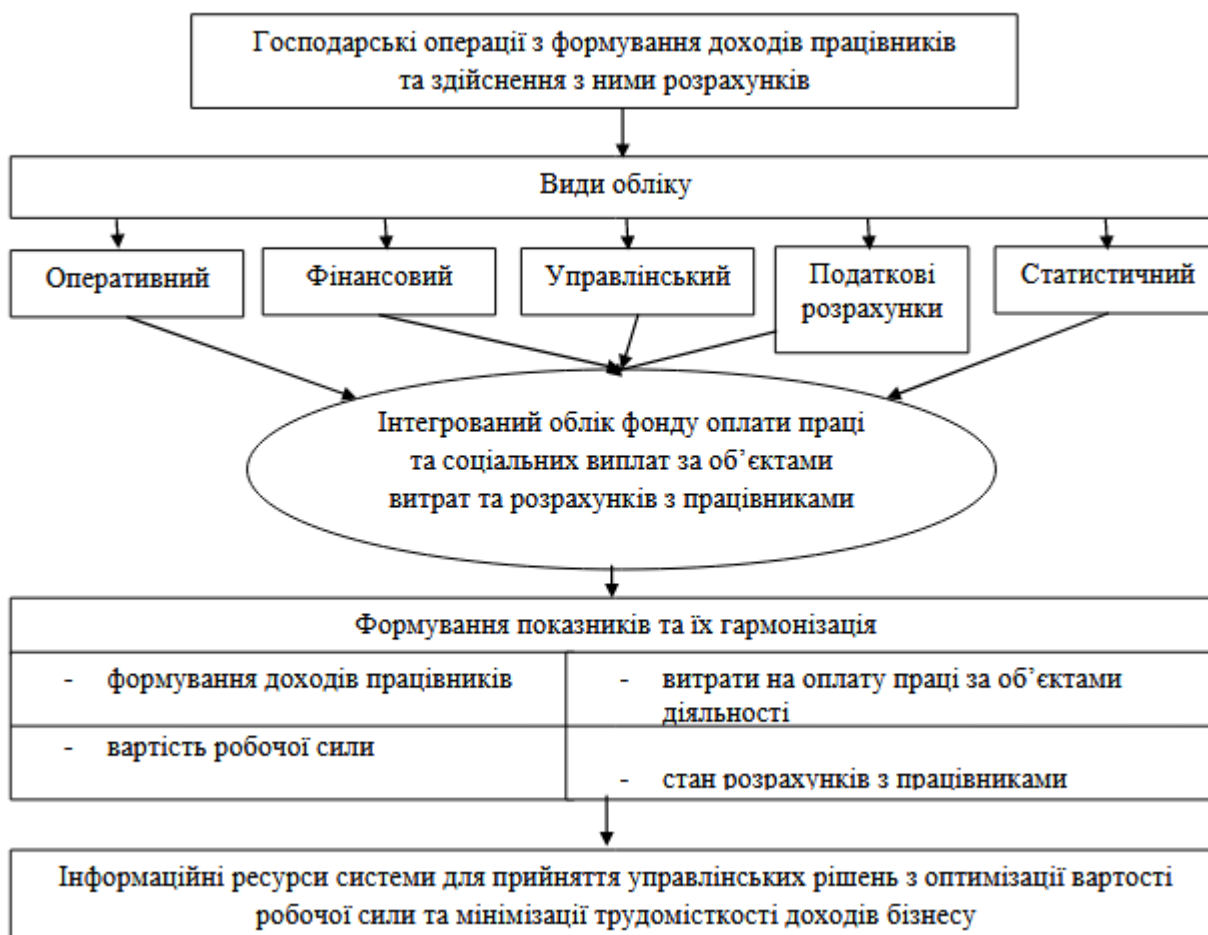 Господарські операції з формування доходів працівників
та здійснення з ними розрахунків
Види обліку
Оперативний
Фінансовий
Управлінський
Податкові
розрахунки
Статистичний
Інтегрований облік фонду оплати праці
та соціальних виплат за об’єктами
витрат та розрахунків з працівниками
Формування показників та їх гармонізація
- формування доходів працівників
- витрати на оплату праці за об’єктами
діяльності
- вартість робочої сили
- стан розрахунків з працівниками
Інформаційні ресурси системи для прийняття управлінських рішень з оптимізації вартості
робочої сили та мінімізації трудомісткості доходів бізнесу